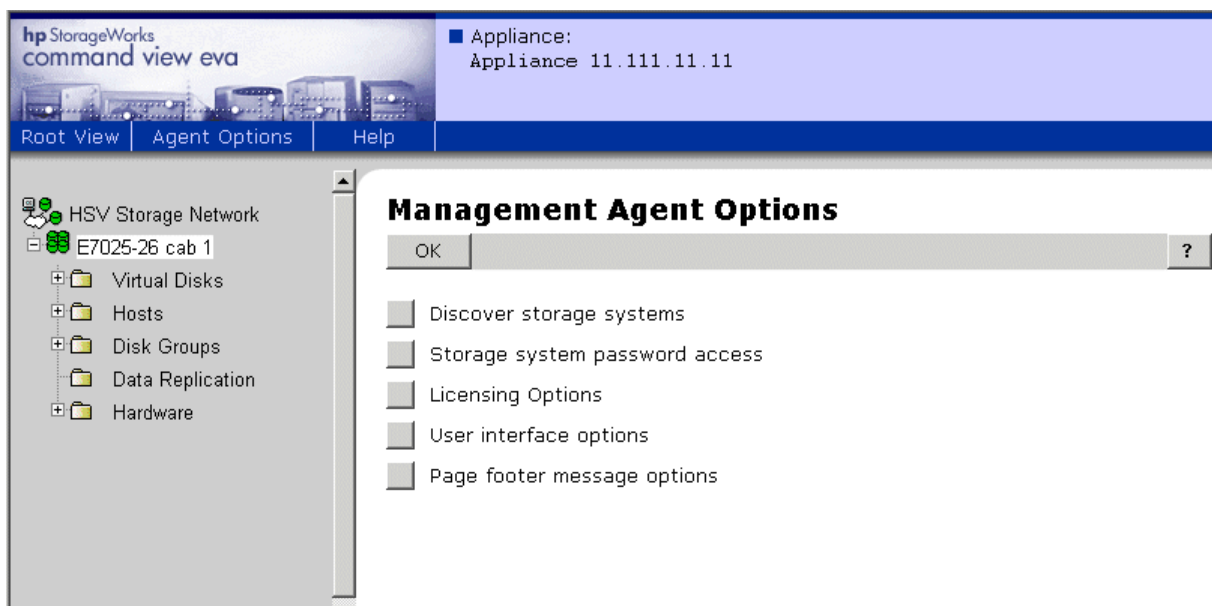 hp StorageWorks
command view eva
Appliance:
Appliance 11.111.11.11
Root View
Agent Options
Help
HSV Storage Network
E7025-26 cab 1
Virtual Disks
Hosts
Disk Groups
Data Replication
Hardware
Management Agent Options
OK
?
Discover storage systems
Storage system password access
Licensing Options
User interface options
Page footer message options